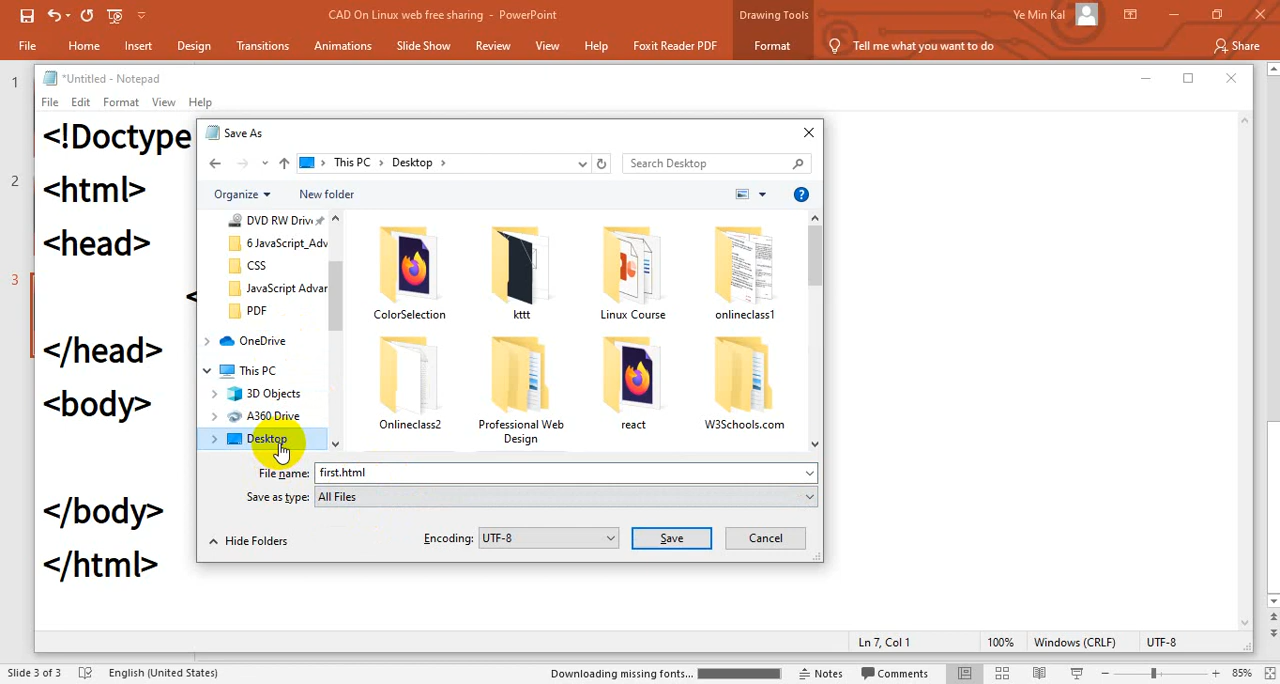 CAD On Linux web free sharing - PowerPoint
Drawing Tools
Ye Min Kal
File Home Insert Design Transitions Animations Slide Show Review View Help Foxit Reader PDF Format Tell me what you want to do Share
1
*Untitled - Notepad
File Edit Format View Help
<!Doctype
2
<html>
<head>
3
<
</head>
<body>
</body>
</html>
Save As
This PC > Desktop >
Search Desktop
Organize New folder
DVD RW Driv
6 JavaScript_Adv
CSS
JavaScript Advar
PDF
OneDrive
This PC
3D Objects
A360 Drive
Desktop
ColorSelection kttt Linux Course onlineclass1
Onlineclass2 Professional Web Design react W3Schools.com
File name: first.html
Save as type: All Files
Hide Folders
Encoding: UTF-8
Save Cancel
Ln 7, Col 1 100% Windows (CRLF) UTF-8
Slide 3 of 3 English (United States) Downloading missing fonts... Notes Comments 85%